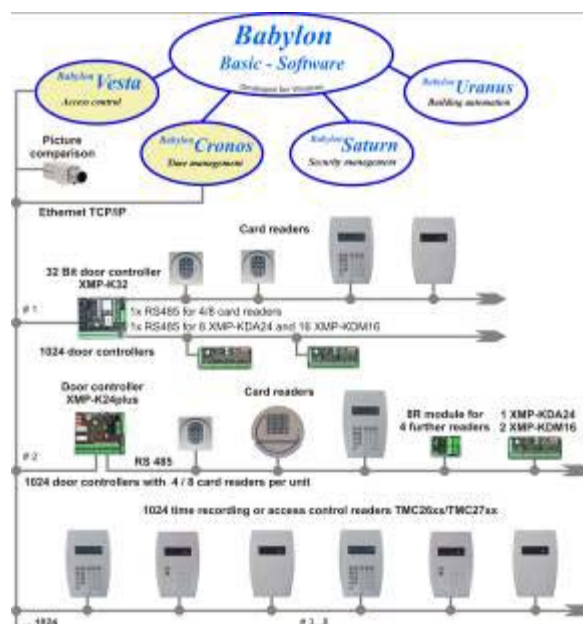 Babylon
Basic - Software
Developed for Windows
Babylon Vesta
Access control
Babylon Uranus
Building automation
Babylon Cronos
Time management
Babylon Saturn
Security management
Picture
comparison
Ethernet TCP/IP
Card readers
32 Bit door controller
XMP-K32
# 1
1x RS485 for 4/8 card readers
1x RS485 for 8 XMP-KDA24 and 16 XMP-KDM16
1024 door controllers
Door controller
XMP-K24plus
Card readers
8R module for
4 further readers
1 XMP-KDA24
2 XMP-KDM16
# 2
RS 485
1024 door controllers with 4 / 8 card readers per unit
1024 time recording or access control readers TMC26xx/TMC27xx
... 1024